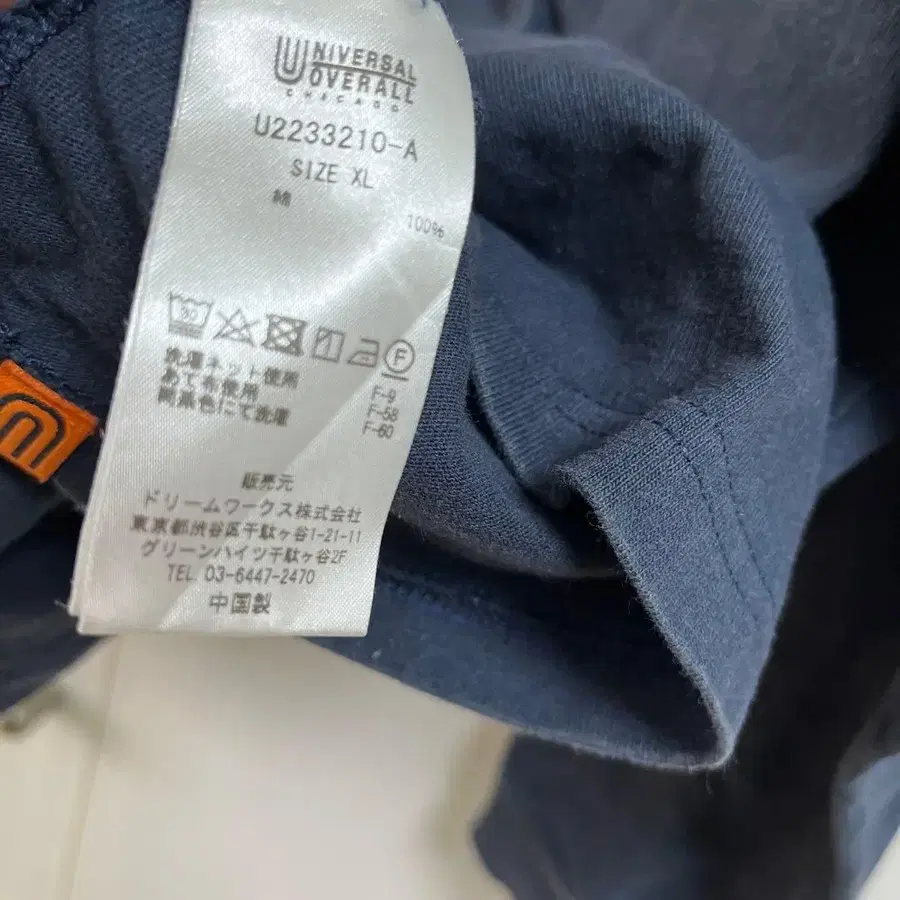 UNIVERSAL
OVERALL
CHICAGO
U2233210-A
SIZE XL
綿 100%
30
F
洗濯ネット使用
あて布使用
同系色にて洗濯
F-9
F-58
F-60
販売元
ドリームワークス株式会社
東京都渋谷区千駄ヶ谷1-21-11
グリーンハイツ千駄ヶ谷2F
TEL. 03-6447-2470
中国製